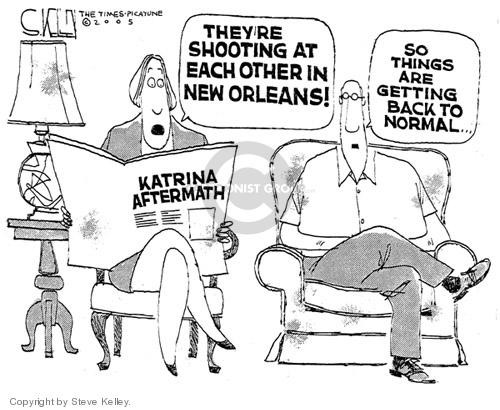 THE TIMES-PICAYUNE
©2005
THEY'RE
SHOOTING AT
EACH OTHER IN
NEW ORLEANS!
SO
THINGS
ARE
GETTING
BACK TO
NORMAL...
KATRINA
AFTERMATH
Copyright by Steve Kelley.